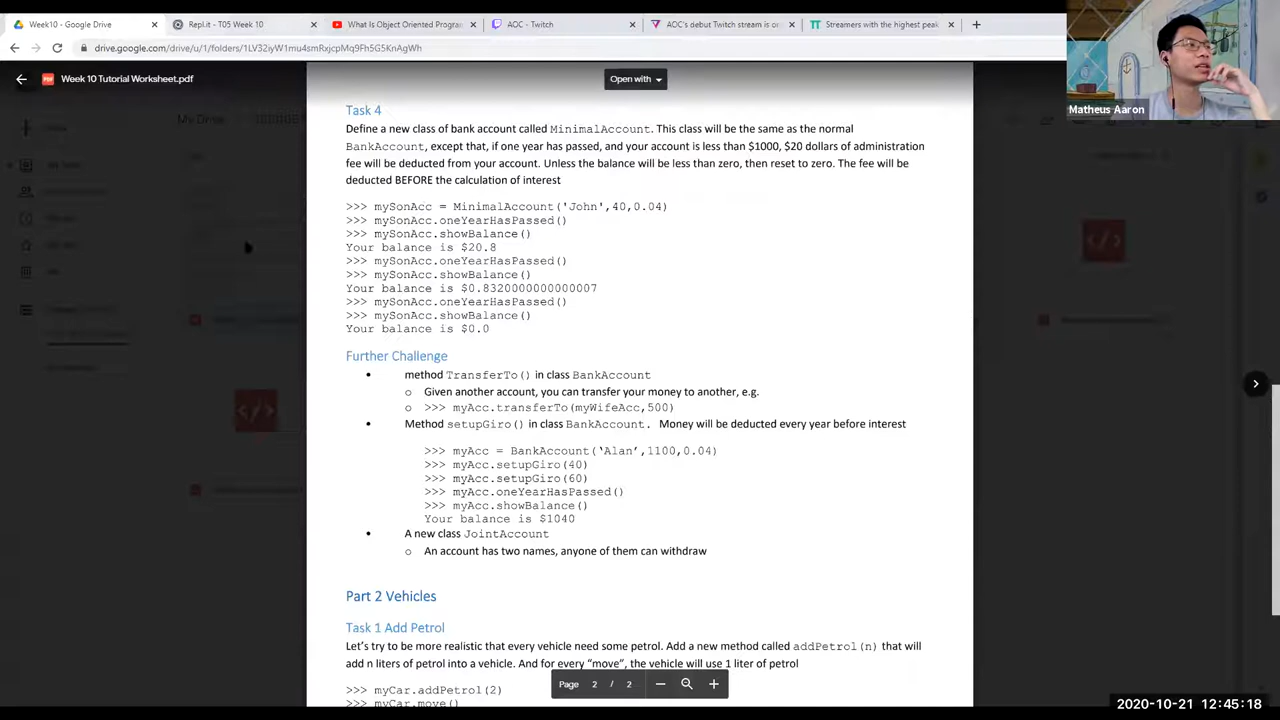 Week10 - Google Drive
Repl.it - T05 Week 10
What Is Object Oriented Program
AOC - Twitch
AOC's debut Twitch stream is on
Streamers with the highest peak
drive.google.com/drive/u/1/folders/1LV32iyW1mu4smRxjcpMq9Fh5G5KnAgWh
PDF
Week 10 Tutorial Worksheet.pdf
Open with
My Drive
Matheus Aaron
Task 4
Define a new class of bank account called MinimalAccount. This class will be the same as the normal
BankAccount, except that, if one year has passed, and your account is less than $1000, $20 dollars of administration
fee will be deducted from your account. Unless the balance will be less than zero, then reset to zero. The fee will be
deducted BEFORE the calculation of interest
>>> mySonAcc = MinimalAccount('John',40,0.04)
>>> mySonAcc.oneYearHasPassed()
>>> mySonAcc.showBalance()
Your balance is $20.8
>>> mySonAcc.oneYearHasPassed()
>>> mySonAcc.showBalance()
Your balance is $0.8320000000000007
>>> mySonAcc.oneYearHasPassed()
>>> mySonAcc.showBalance()
Your balance is $0.0
Further Challenge
• method TransferTo() in class BankAccount
o Given another account, you can transfer your money to another, e.g.
o >>> myAcc.transferTo(myWifeAcc,500)
• Method setupGiro() in class BankAccount. Money will be deducted every year before interest
>>> myAcc = BankAccount('Alan',1100,0.04)
>>> myAcc.setupGiro(40)
>>> myAcc.setupGiro(60)
>>> myAcc.oneYearHasPassed()
>>> myAcc.showBalance()
Your balance is $1040
• A new class JointAccount
o An account has two names, anyone of them can withdraw
Part 2 Vehicles
Task 1 Add Petrol
Let's try to be more realistic that every vehicle need some petrol. Add a new method called addPetrol(n) that will
add n liters of petrol into a vehicle. And for every “move”, the vehicle will use 1 liter of petrol
>>> myCar.addPetrol(2)
>>> myCar.move()
Page 2 / 2
2020-10-21 12:45:18